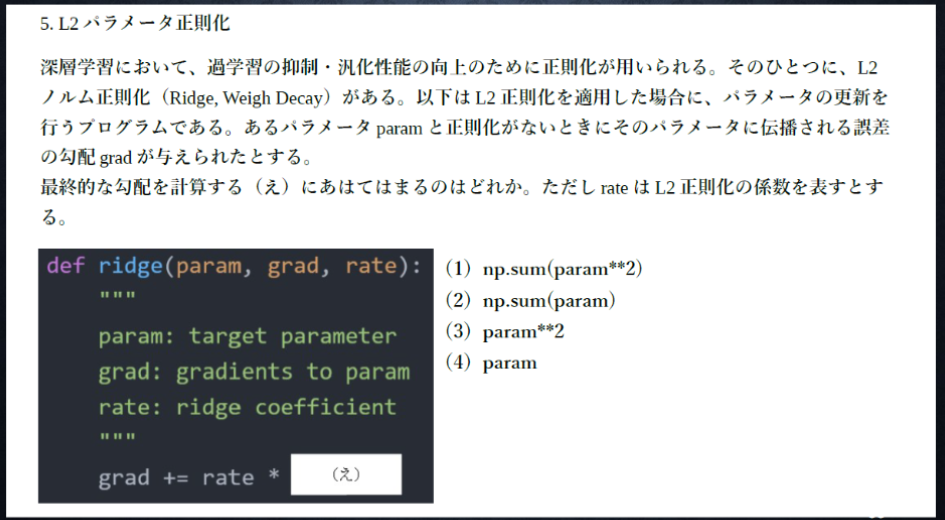 5. L2 パラメータ正則化
深層学習において、過学習の抑制・汎化性能の向上のために正則化が用いられる。そのひとつに、L2
ノルム正則化（Ridge, Weigh Decay）がある。以下は L2 正則化を適用した場合に、パラメータの更新を
行うプログラムである。あるパラメータ param と正則化がないときにそのパラメータに伝播される誤差
の勾配 grad が与えられたとする。
最終的な勾配を計算する（え）にあはてはまるのはどれか。ただし rate は L2 正則化の係数を表すとす
る。
def ridge(param, grad, rate):
"""
param: target parameter
grad: gradients to param
rate: ridge coefficient
"""
grad += rate * （え）
(1) np.sum(param**2)
(2) np.sum(param)
(3) param**2
(4) param